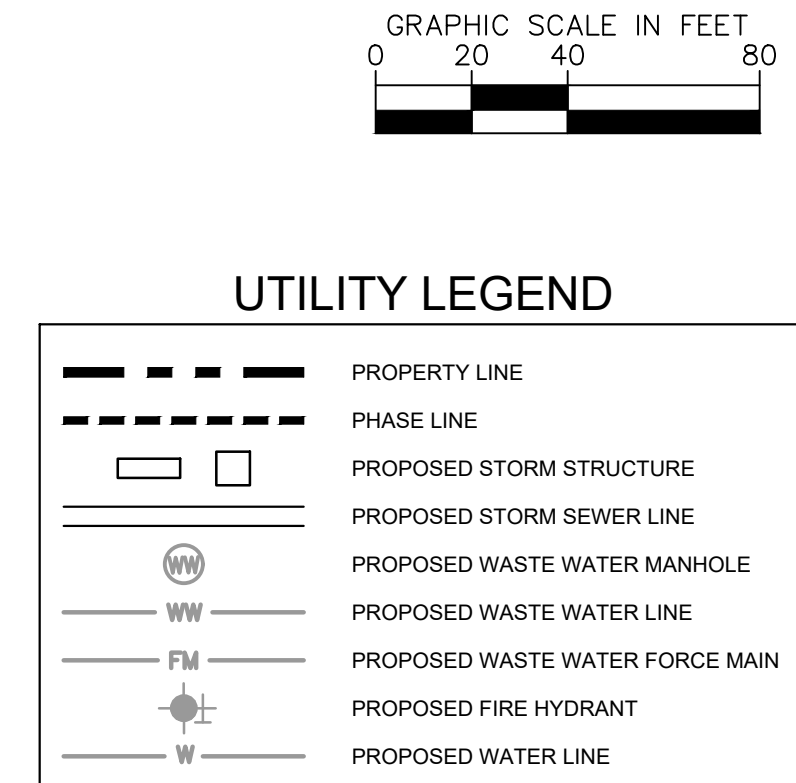 GRAPHIC SCALE IN FEET
0 20 40 80
UTILITY LEGEND
PROPERTY LINE
PHASE LINE
PROPOSED STORM STRUCTURE
PROPOSED STORM SEWER LINE
WW PROPOSED WASTE WATER MANHOLE
WW PROPOSED WASTE WATER LINE
FM PROPOSED WASTE WATER FORCE MAIN
PROPOSED FIRE HYDRANT
W PROPOSED WATER LINE